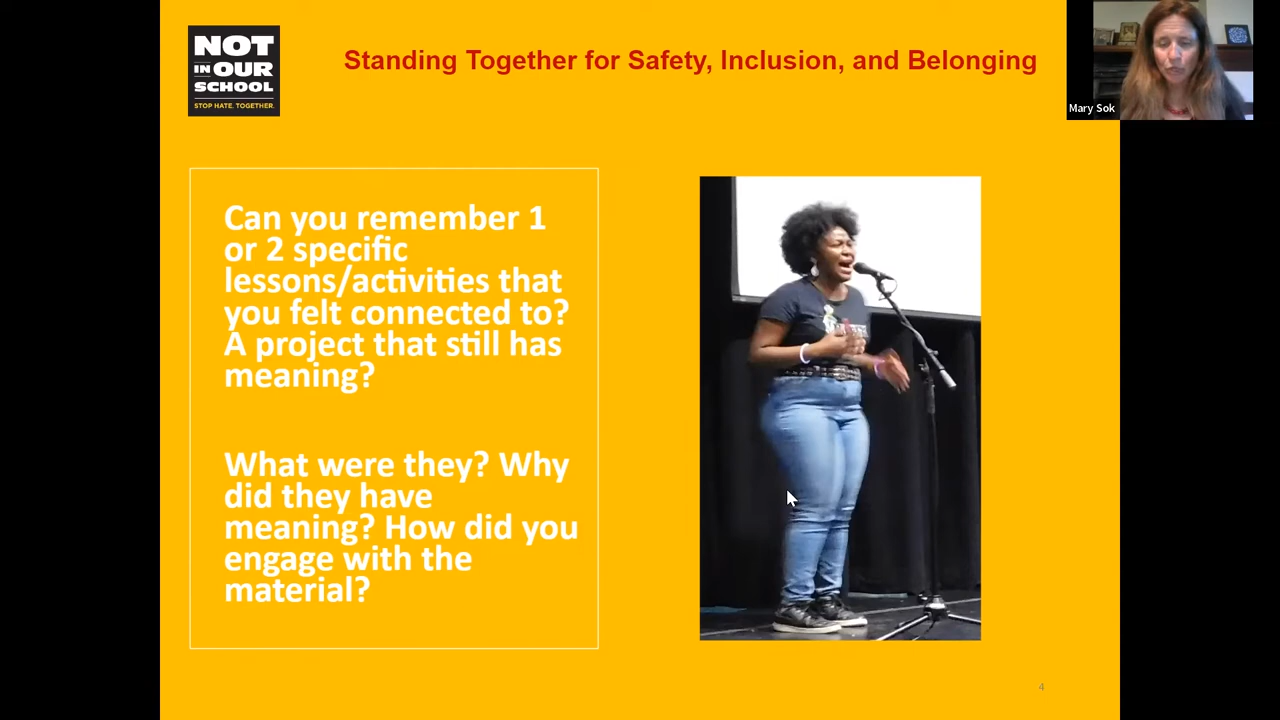 NOT
IN OUR
SCHOOL
STOP HATE. TOGETHER.
Standing Together for Safety, Inclusion, and Belonging
Mary Sok
Can you remember 1
or 2 specific
lessons/activities that
you felt connected to?
A project that still has
meaning?
What were they? Why
did they have
meaning? How did you
engage with the
material?
4